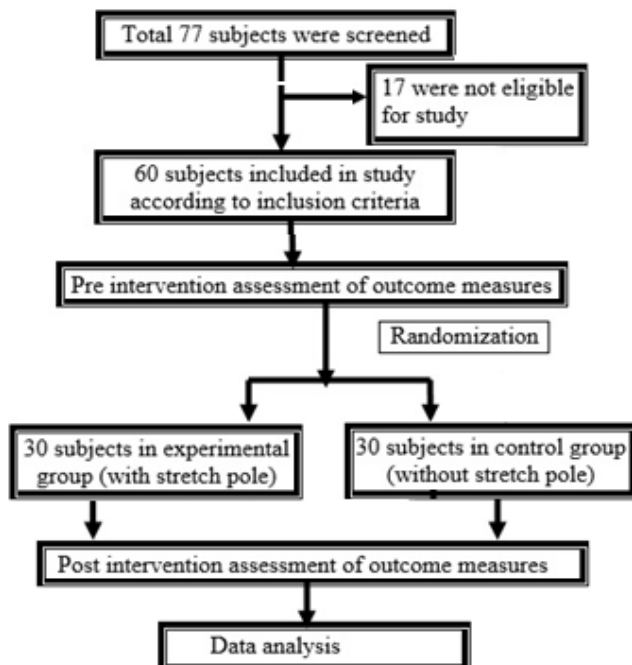 Total 77 subjects were screened
17 were not eligible
for study
60 subjects included in study
according to inclusion criteria
Pre intervention assessment of outcome measures
Randomization
30 subjects in experimental
group (with stretch pole)
30 subjects in control group
(without stretch pole)
Post intervention assessment of outcome measures
Data analysis